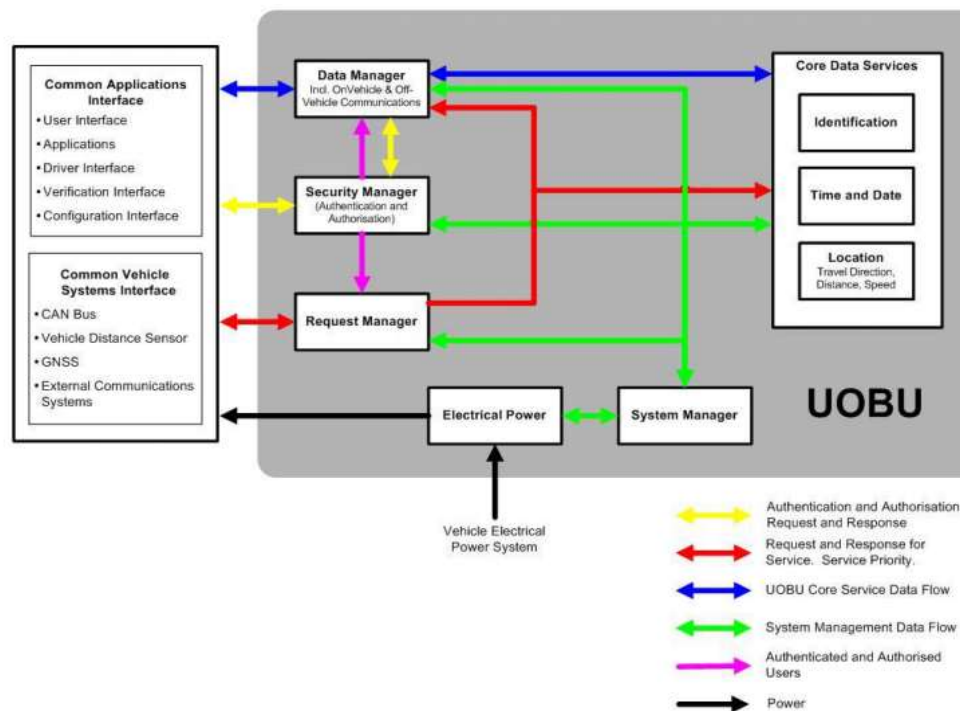 Common Applications
Interface
• User Interface
• Applications
• Driver Interface
• Verification Interface
• Configuration Interface
Common Vehicle
Systems Interface
• CAN Bus
• Vehicle Distance Sensor
• GNSS
• External Communications
Systems
Data Manager
Incl. OnVehicle & Off-
Vehicle Communications
Security Manager
(Authentication and
Authorisation)
Request Manager
Electrical Power
System Manager
Core Data Services
Identification
Time and Date
Location
Travel Direction,
Distance, Speed
UOBU
Vehicle Electrical
Power System
Authentication and Authorisation
Request and Response
Request and Response for
Service. Service Priority.
UOBU Core Service Data Flow
System Management Data Flow
Authenticated and Authorised
Users
Power